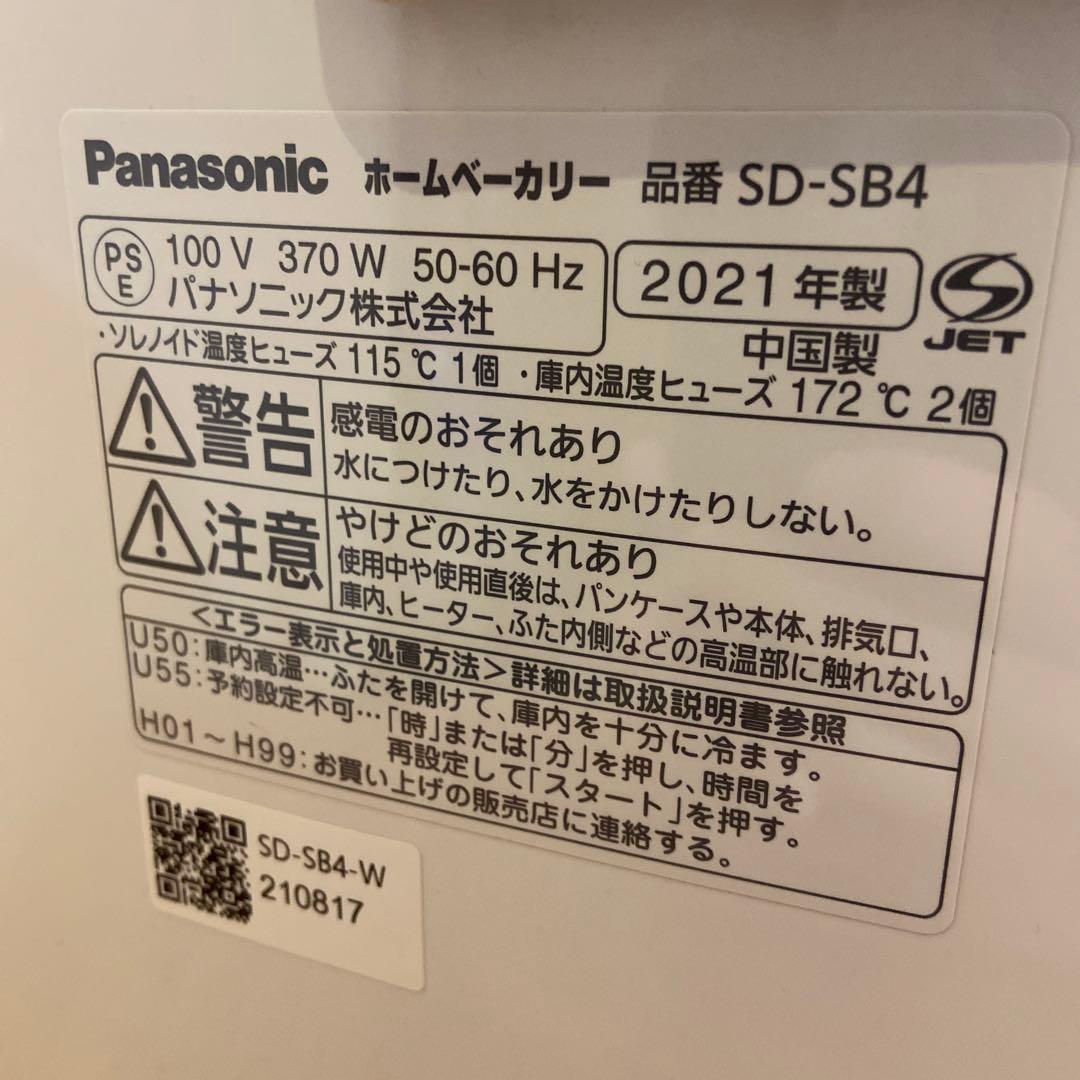 Panasonic ホームベーカリー 品番 SD-SB4
PS E 100 V 370 W 50-60 Hz
パナソニック株式会社
2021 年製
中国製
JET
・ソレノイド温度ヒューズ 115 ℃ 1個 ・庫内温度ヒューズ 172 ℃ 2個
警告
感電のおそれあり
水につけたり、水をかけたりしない。
注意
やけどのおそれあり
使用中や使用直後は、パンケースや本体、排気口、
庫内、ヒーター、ふた内側などの高温部に触れない。
<エラー表示と処置方法>詳細は取扱説明書参照
U50:庫内高温…ふたを開けて、庫内を十分に冷ます。
U55:予約設定不可…「時」または「分」を押し、時間を
再設定して「スタート」を押す。
H01〜H99:お買い上げの販売店に連絡する。
SD-SB4-W
210817